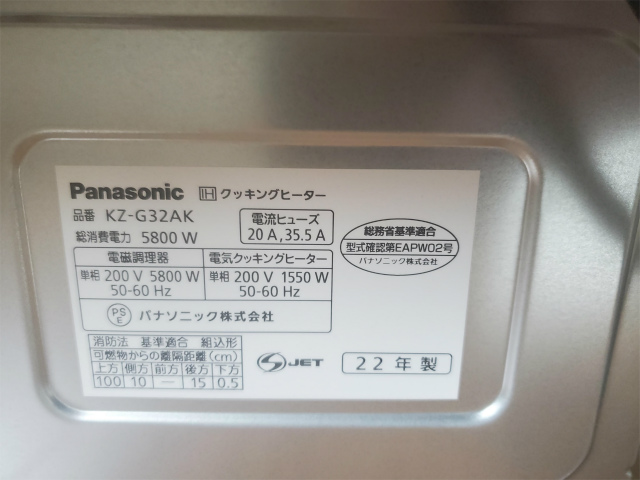 Panasonic IH クッキングヒーター
品番 KZ-G32AK
総消費電力 5800 W
電流ヒューズ
20 A,35.5 A
総務省基準適合
型式確認第EAPW02号
パナソニック株式会社
電磁調理器 電気クッキングヒーター
単相 200 V 5800 W 単相 200 V 1550 W
50-60 Hz 50-60 Hz
PS E パナソニック株式会社
消防法 基準適合 組込形
可燃物からの離隔距離(cm)
上方 側方 前方 後方 下方
100 10 — 15 0.5
S JET
22年製